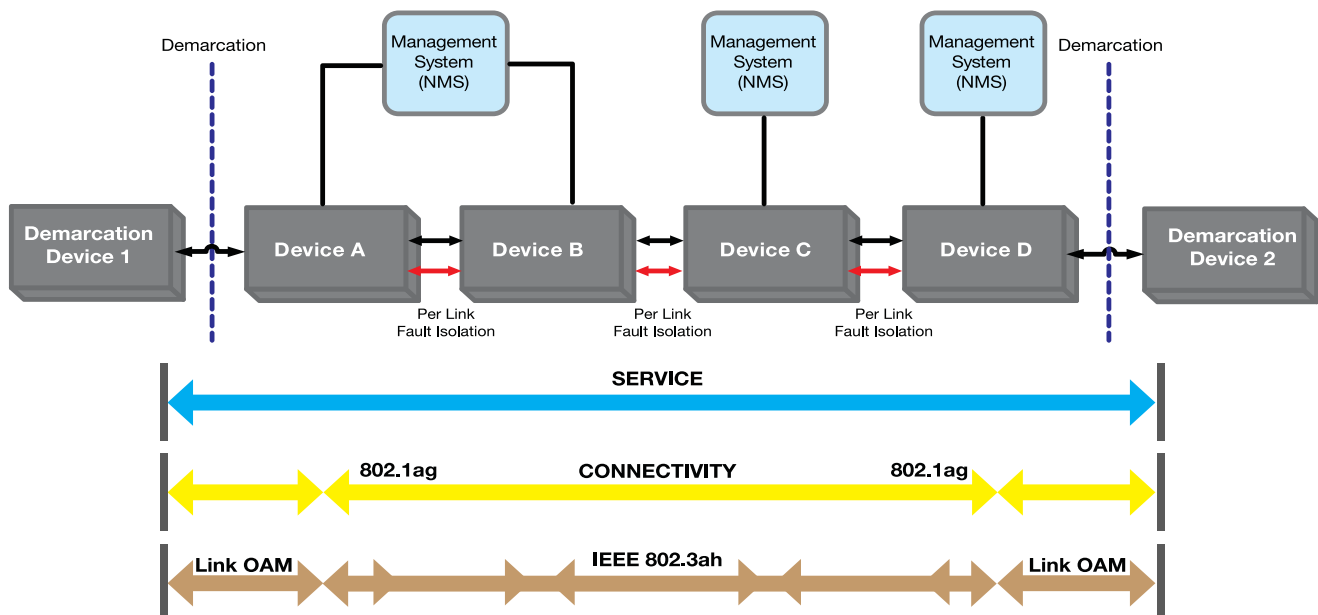 Demarcation
Management
System
(NMS)
Management
System
(NMS)
Management
System
(NMS)
Demarcation
Demarcation
Device 1
Device A
Device B
Device C
Device D
Demarcation
Device 2
Per Link
Fault Isolation
Per Link
Fault Isolation
Per Link
Fault Isolation
SERVICE
802.1ag
CONNECTIVITY
802.1ag
Link OAM
IEEE 802.3ah
Link OAM